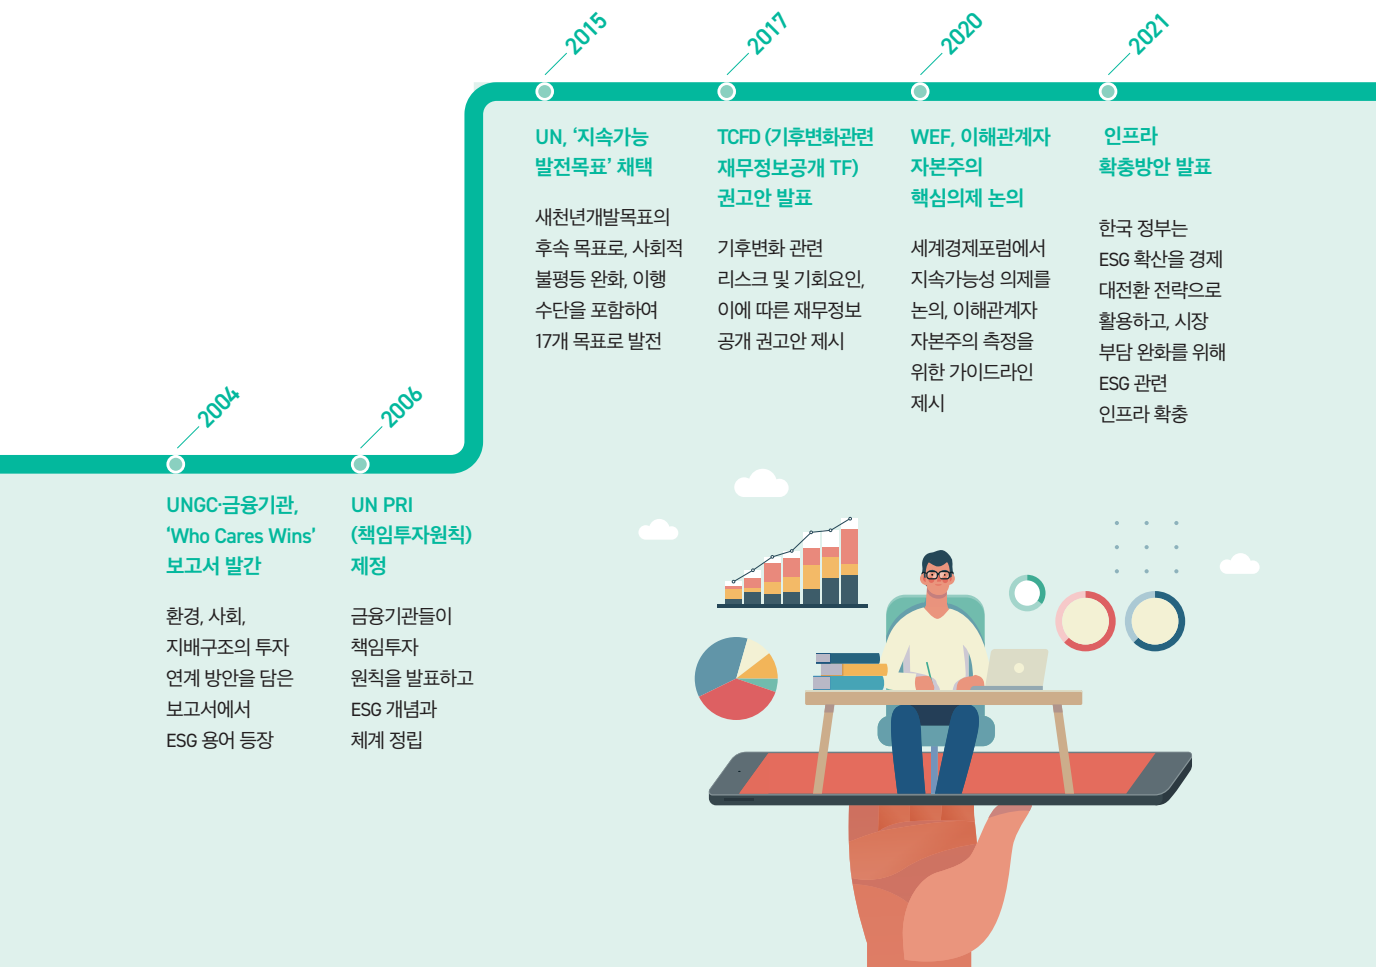 2004
UNGC·금융기관,
‘Who Cares Wins’
보고서 발간
환경, 사회,
지배구조의 투자
연계 방안을 담은
보고서에서
ESG 용어 등장
2006
UN PRI
(책임투자원칙)
제정
금융기관들이
책임투자
원칙을 발표하고
ESG 개념과
체계 정립
2015
UN, ‘지속가능
발전목표’ 채택
새천년개발목표의
후속 목표로, 사회적
불평등 완화, 이행
수단을 포함하여
17개 목표로 발전
2017
TCFD (기후변화관련
재무정보공개 TF)
권고안 발표
기후변화 관련
리스크 및 기회요인,
이에 따른 재무정보
공개 권고안 제시
2020
WEF, 이해관계자
자본주의
핵심의제 논의
세계경제포럼에서
지속가능성 의제를
논의, 이해관계자
자본주의 측정을
위한 가이드라인
제시
2021
인프라
확충방안 발표
한국 정부는
ESG 확산을 경제
대전환 전략으로
활용하고, 시장
부담 완화를 위해
ESG 관련
인프라 확충